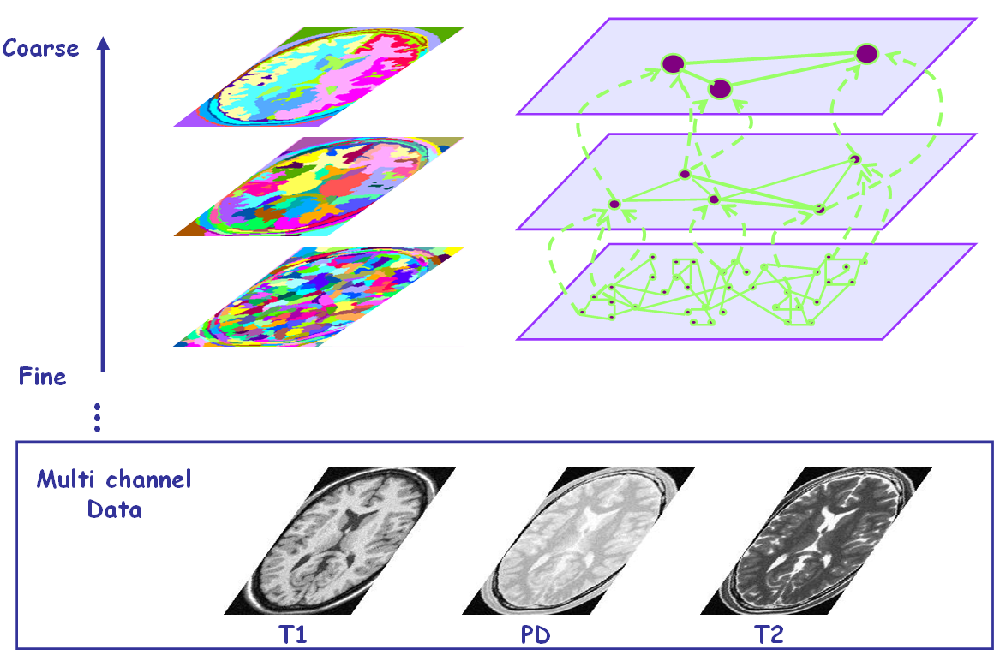 Coarse
Fine
Multi channel
Data
T1
PD
T2